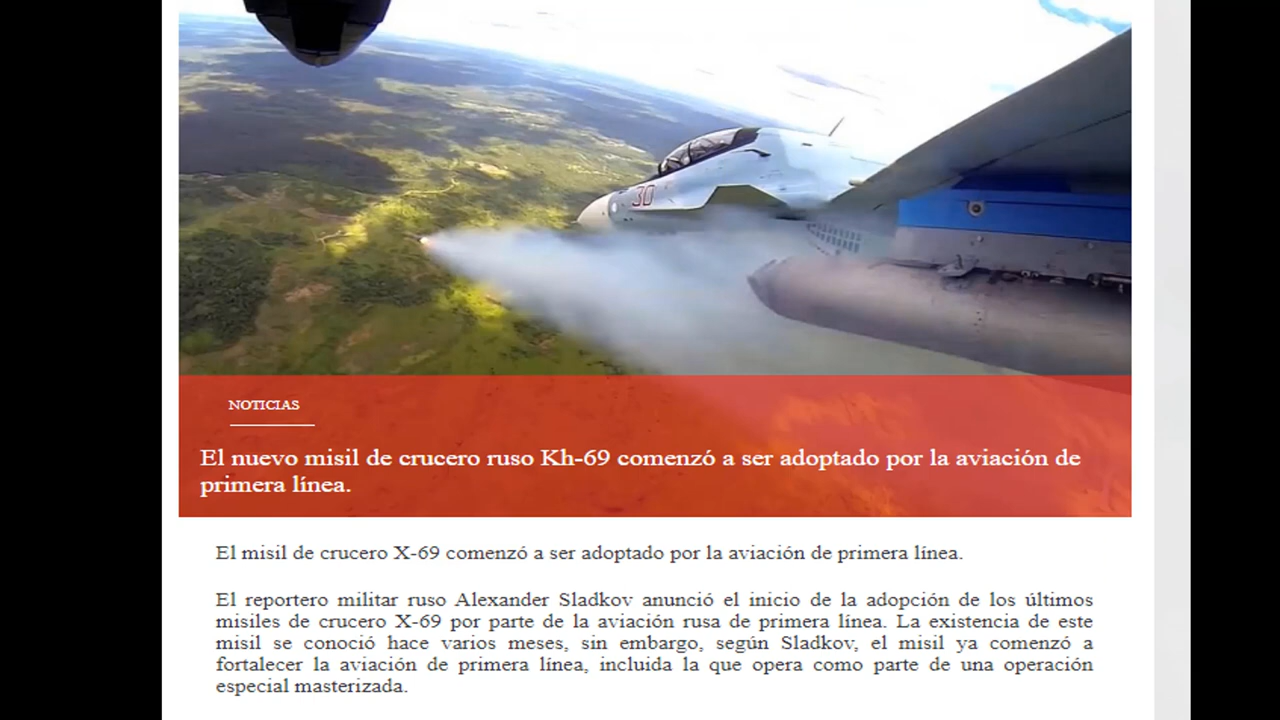 30
NOTICIAS
El nuevo misil de crucero ruso Kh-69 comenzó a ser adoptado por la aviación de
primera línea.
El misil de crucero X-69 comenzó a ser adoptado por la aviación de primera línea.
El reportero militar ruso Alexander Sladkov anunció el inicio de la adopción de los últimos
misiles de crucero X-69 por parte de la aviación rusa de primera línea. La existencia de este
misil se conoció hace varios meses, sin embargo, según Sladkov, el misil ya comenzó a
fortalecer la aviación de primera línea, incluida la que opera como parte de una operación
especial masterizada.